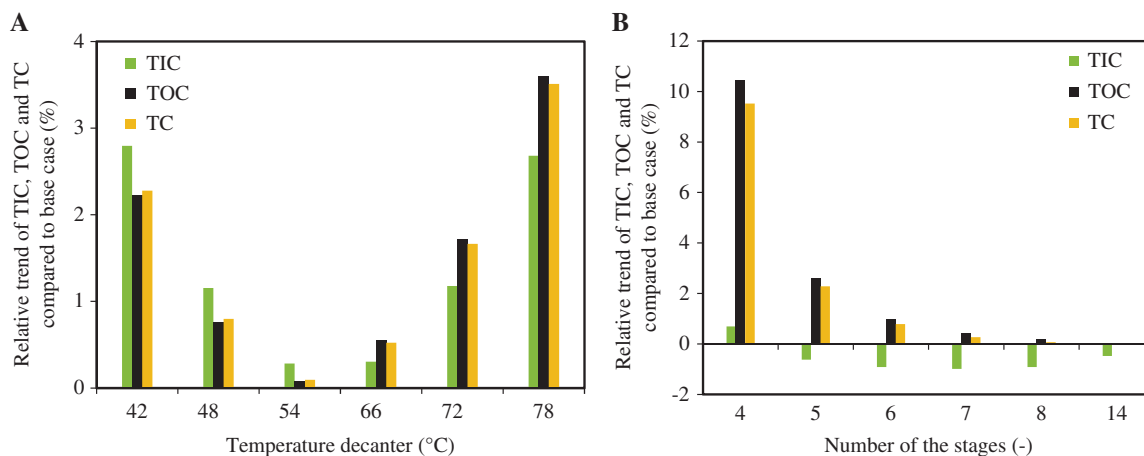 A
Relative trend of TIC, TOC and TC
compared to base case (%)
4
3
2
1
0
TIC
TOC
TC
42 48 54 66 72 78
Temperature decanter (°C)
B
Relative trend of TIC, TOC and TC
compared to base case (%)
12
10
8
6
4
2
0
-2
TIC
TOC
TC
4 5 6 7 8 14
Number of the stages (-)